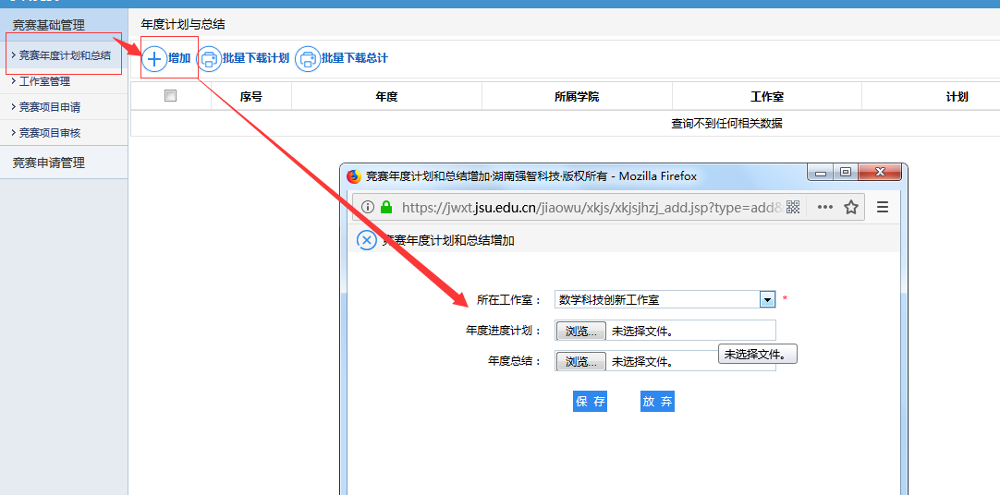 竞赛基础管理
竞赛年度计划和总结
工作室管理
竞赛项目申请
竞赛项目审核
竞赛申请管理
年度计划与总结
增加 批量下载计划 批量下载总计
序号 年度 所属学院 工作室 计划
查询不到任何相关数据
竞赛年度计划和总结增加·湖南强智科技·版权所有 - Mozilla Firefox
https://jwxt.jsu.edu.cn/jiaowu/xkjs/xkjsjhzj_add.jsp?type=add&
竞赛年度计划和总结增加
所在工作室： 数学科技创新工作室 *
年度进度计划： 浏览... 未选择文件。
未选择文件。
年度总结： 浏览... 未选择文件。
保 存 放 弃